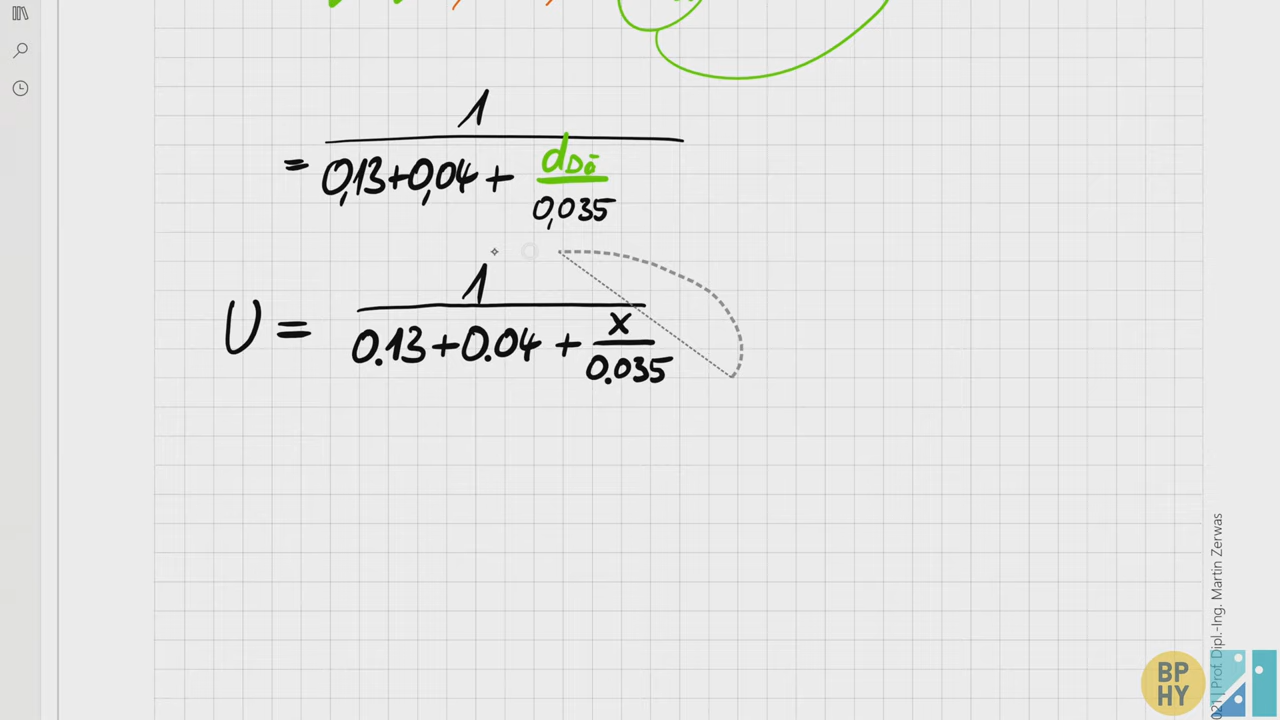 1
= 0,13+0,04 + dDä
0,035
1
U = 0.13+0.04 + x
0.035
021 | Prof. Dipl.-Ing. Martin Zerwas
BP
HY